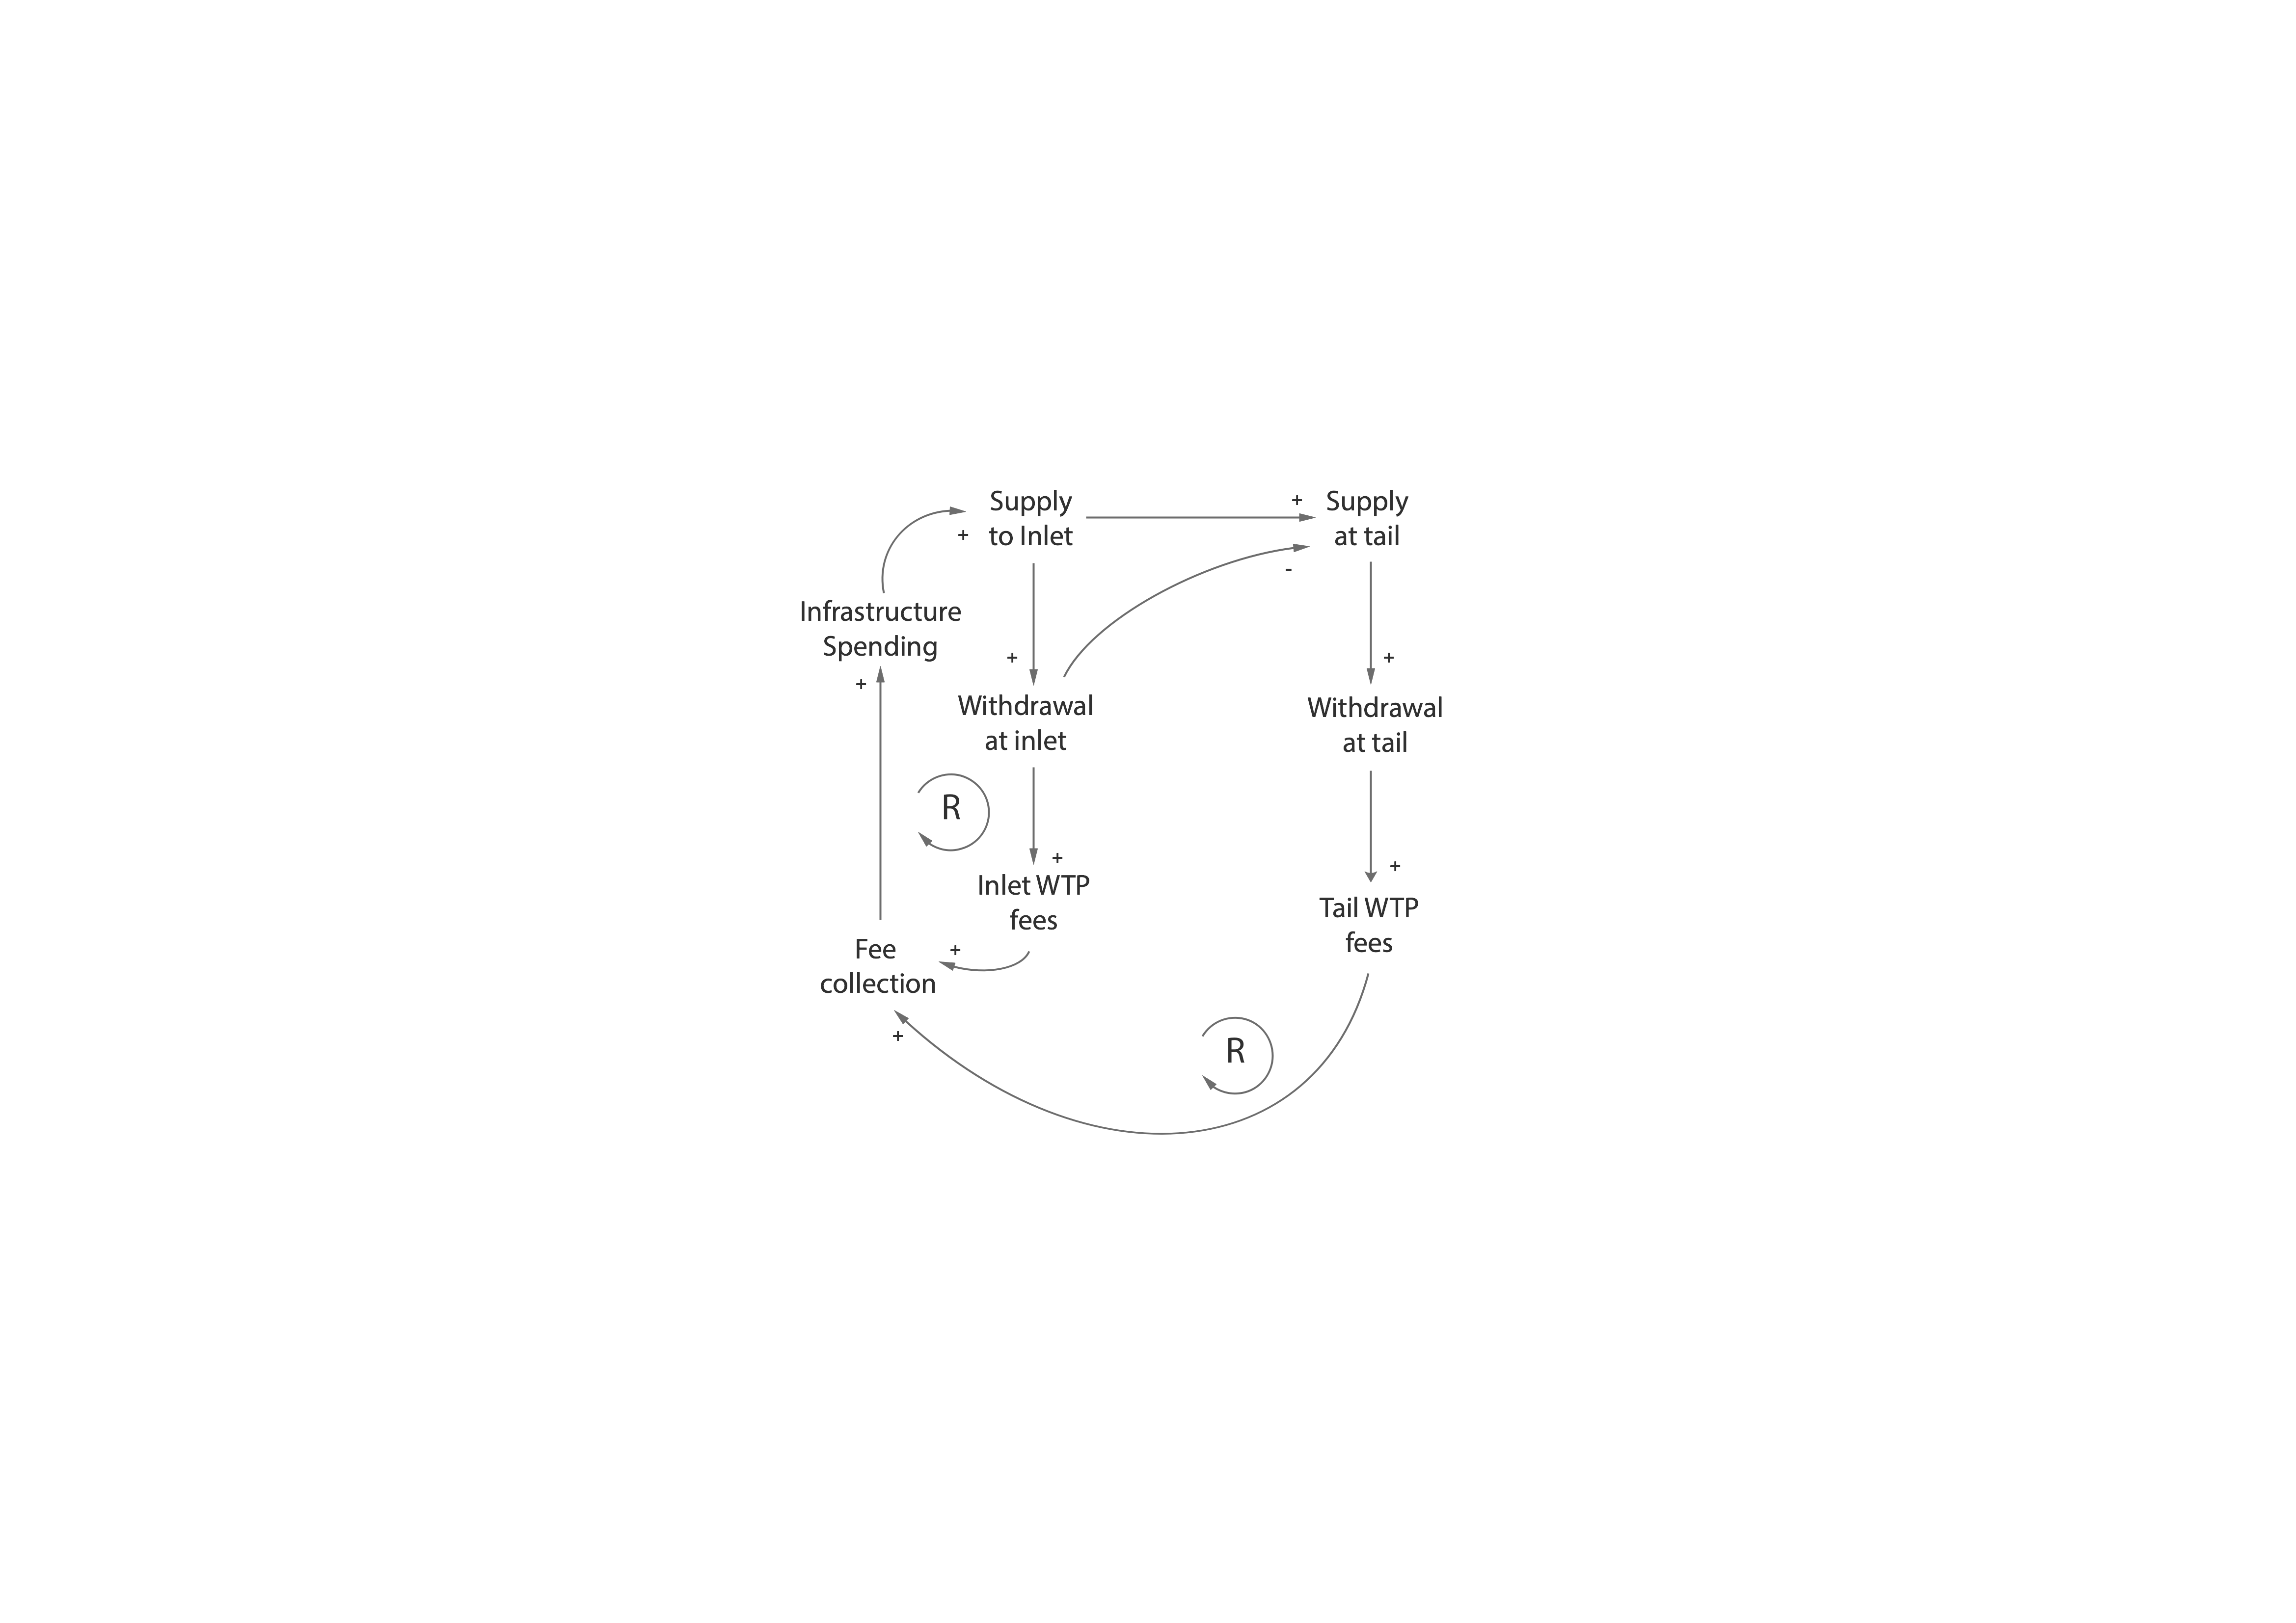 Supply
to Inlet
+
Supply
at tail
+
-
Infrastructure
Spending
+
+
+
Withdrawal
at inlet
Withdrawal
at tail
R
+
+
Inlet WTP
fees
Tail WTP
fees
Fee
collection
+
+
R